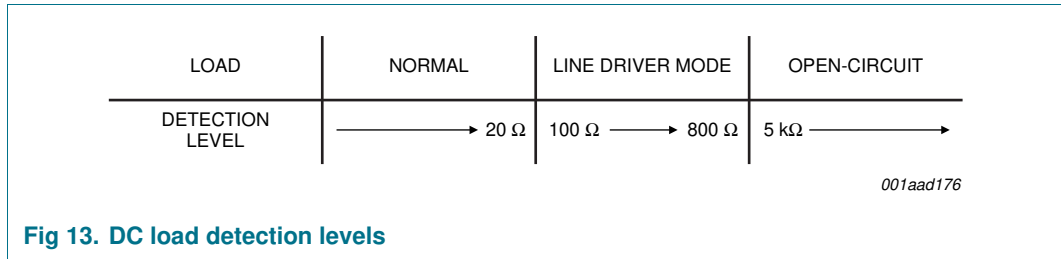 LOAD NORMAL LINE DRIVER MODE OPEN-CIRCUIT
DETECTION LEVEL 20 Ω 100 Ω 800 Ω 5 kΩ
001aad176
Fig 13. DC load detection levels